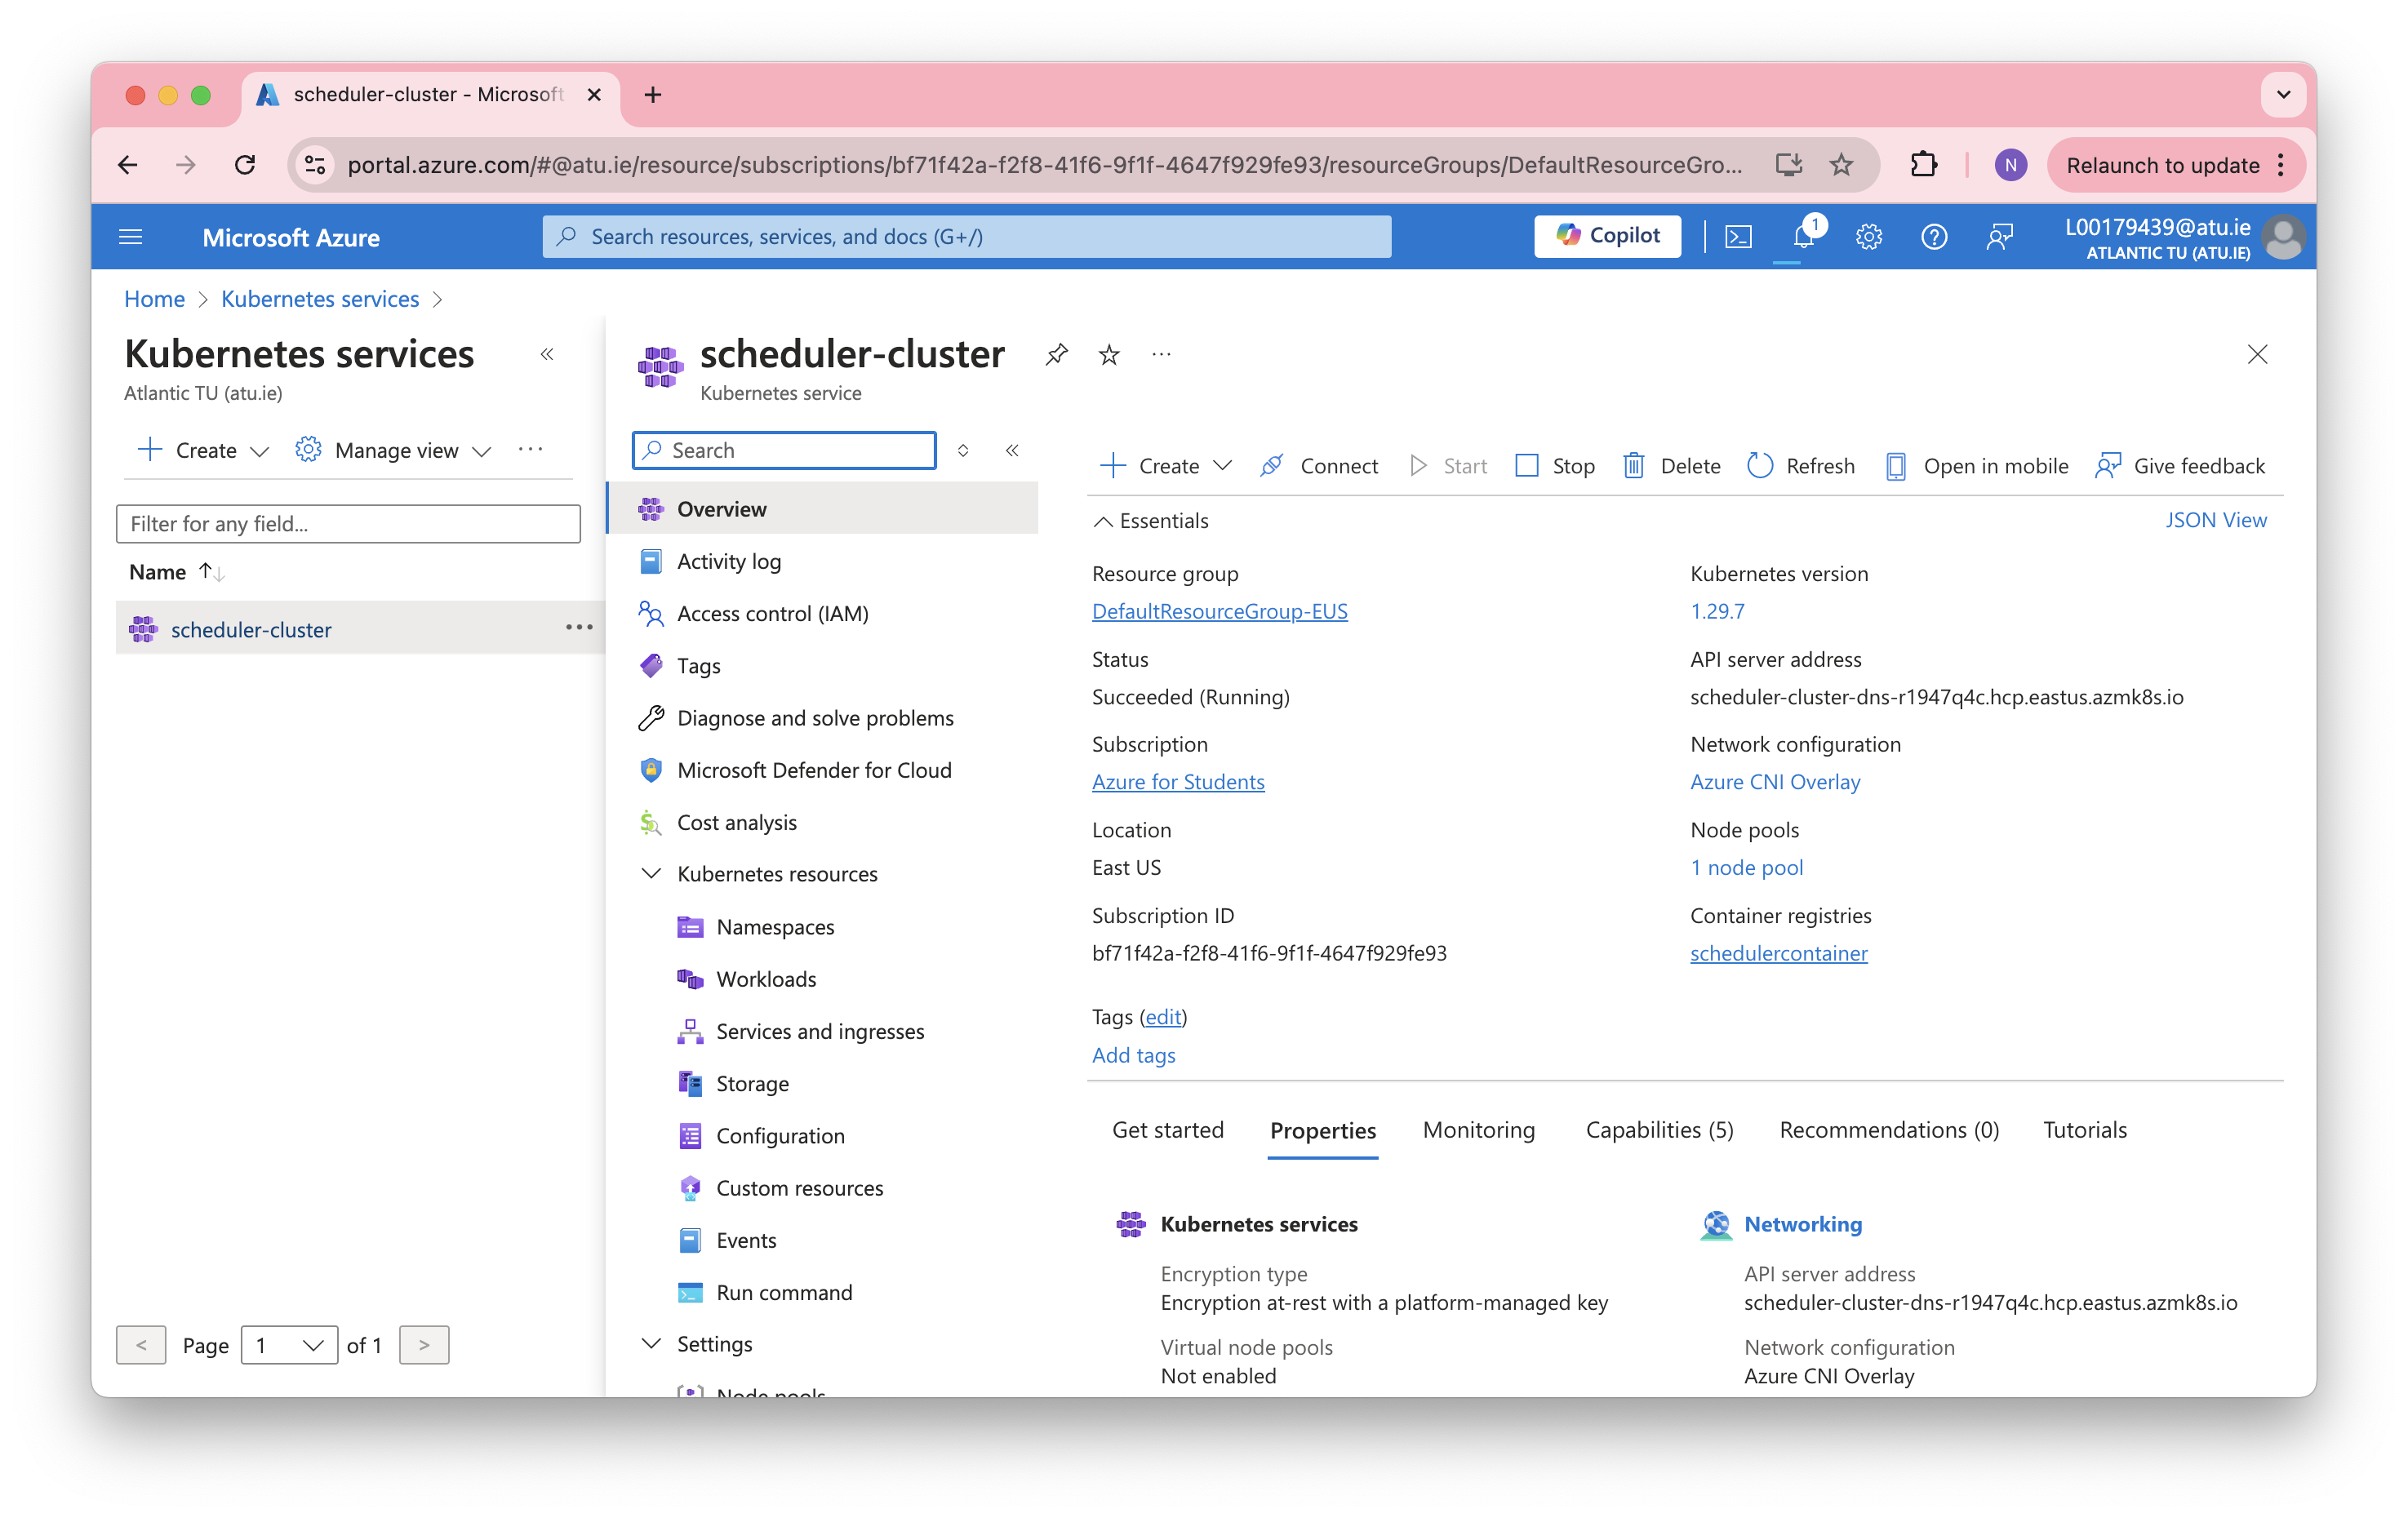 scheduler-cluster - Microsoft
portal.azure.com/#@atu.ie/resource/subscriptions/bf71f42a-f2f8-41f6-9f1f-4647f929fe93/resourceGroups/DefaultResourceGro...
N
Relaunch to update
Microsoft Azure
Search resources, services, and docs (G+/)
Copilot
1
L00179439@atu.ie
ATLANTIC TU (ATU.IE)
Home > Kubernetes services >
Kubernetes services
Atlantic TU (atu.ie)
Create
Manage view
Filter for any field...
Name
scheduler-cluster
Page 1 of 1
scheduler-cluster
Kubernetes service
Search
Overview
Activity log
Access control (IAM)
Tags
Diagnose and solve problems
Microsoft Defender for Cloud
Cost analysis
Kubernetes resources
Namespaces
Workloads
Services and ingresses
Storage
Configuration
Custom resources
Events
Run command
Settings
Node pools
Create
Connect
Start
Stop
Delete
Refresh
Open in mobile
Give feedback
Essentials
JSON View
Resource group
DefaultResourceGroup-EUS
Status
Succeeded (Running)
Subscription
Azure for Students
Location
East US
Subscription ID
bf71f42a-f2f8-41f6-9f1f-4647f929fe93
Kubernetes version
1.29.7
API server address
scheduler-cluster-dns-r1947q4c.hcp.eastus.azmk8s.io
Network configuration
Azure CNI Overlay
Node pools
1 node pool
Container registries
schedulercontainer
Tags (edit)
Add tags
Get started
Properties
Monitoring
Capabilities (5)
Recommendations (0)
Tutorials
Kubernetes services
Encryption type
Encryption at-rest with a platform-managed key
Virtual node pools
Not enabled
Networking
API server address
scheduler-cluster-dns-r1947q4c.hcp.eastus.azmk8s.io
Network configuration
Azure CNI Overlay